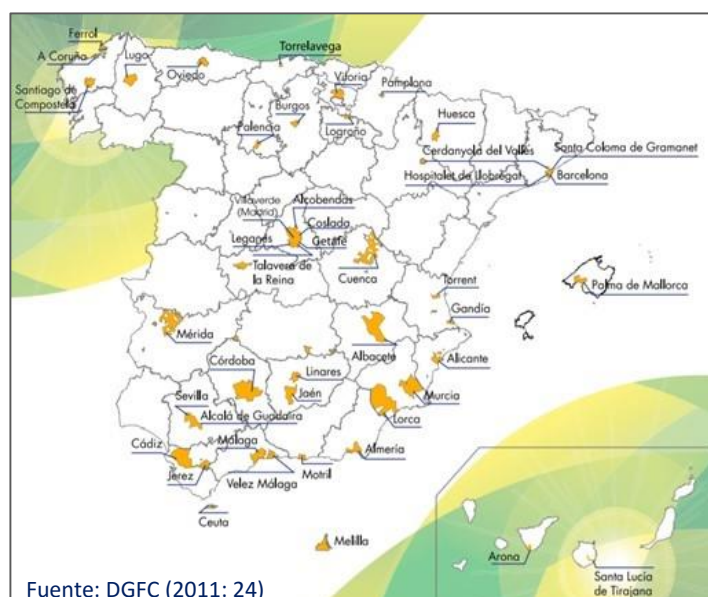 Ferrol
A Coruña
Lugo
Oviedo
Torrelavega
Vitoria
Pamplona
Santiago de
Compostela
Burgos
Palencia
Logroño
Huesca
Cerdanyola del Vallés
Santa Coloma de Gramanet
Hospitalet de Llobregat
Barcelona
Villaverde (Madrid)
Alcobendas
Coslada
Leganés
Getafe
Talavera de
la Reina
Cuenca
Torrent
Gandía
Palma de Mallorca
Mérida
Albacete
Alicante
Córdoba
Linares
Jaén
Murcia
Sevilla
Alcalá de Guadaira
Lorca
Cádiz
Málaga
Almería
Jerez
Velez Málaga
Motril
Ceuta
Melilla
Arona
Santa Lucía
de Tirajana
Fuente: DGFC (2011: 24)